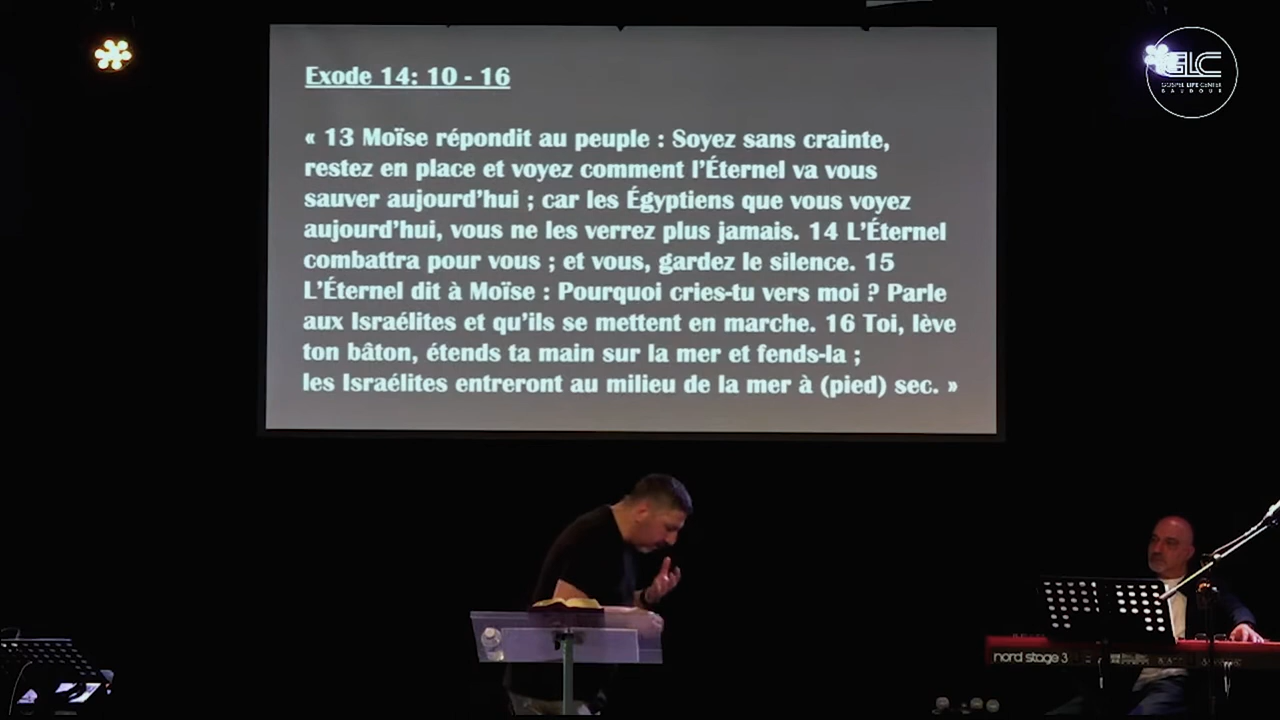 Exode 14: 10 - 16
« 13 Moïse répondit au peuple : Soyez sans crainte,
restez en place et voyez comment l'Éternel va vous
sauver aujourd'hui ; car les Égyptiens que vous voyez
aujourd'hui, vous ne les verrez plus jamais. 14 L'Éternel
combattra pour vous ; et vous, gardez le silence. 15
L'Éternel dit à Moïse : Pourquoi cries-tu vers moi ? Parle
aux Israélites et qu'ils se mettent en marche. 16 Toi, lève
ton bâton, étends ta main sur la mer et fends-la ;
les Israélites entreront au milieu de la mer à (pied) sec. »
GLC
GOSPEL LIFE CENTER
BAUDOUR
nord stage 3